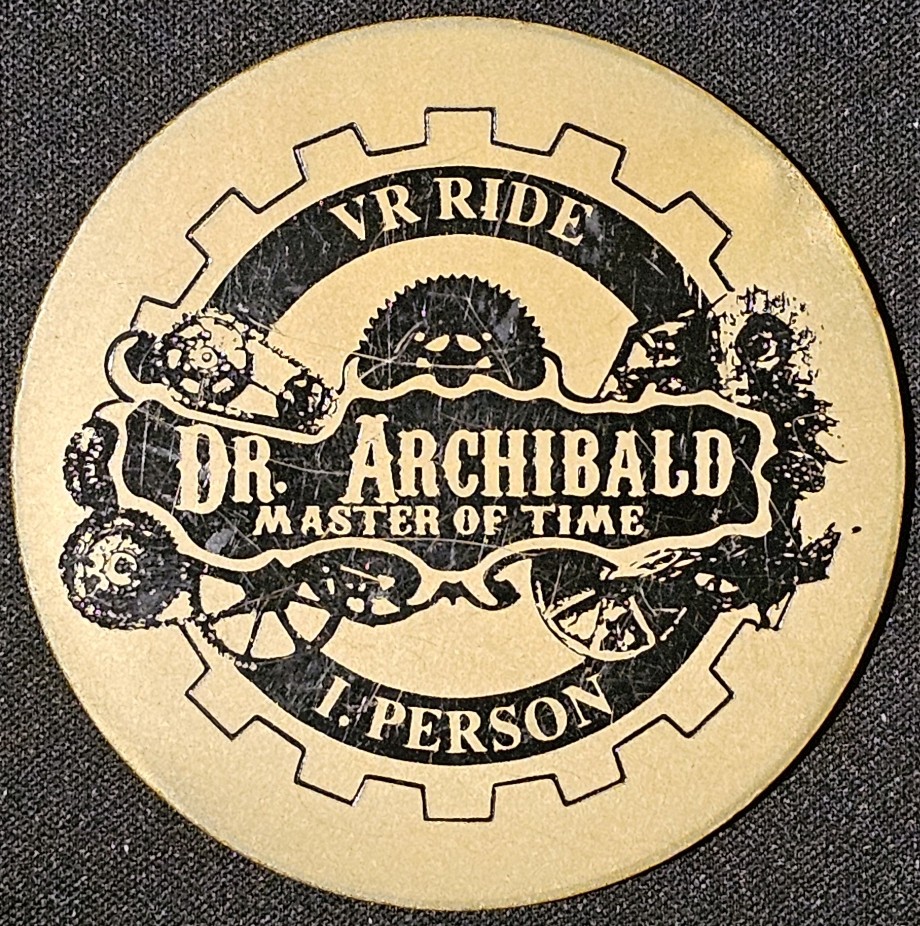 VR RIDE
DR. ARCHIBALD
MASTER OF TIME
1. PERSON